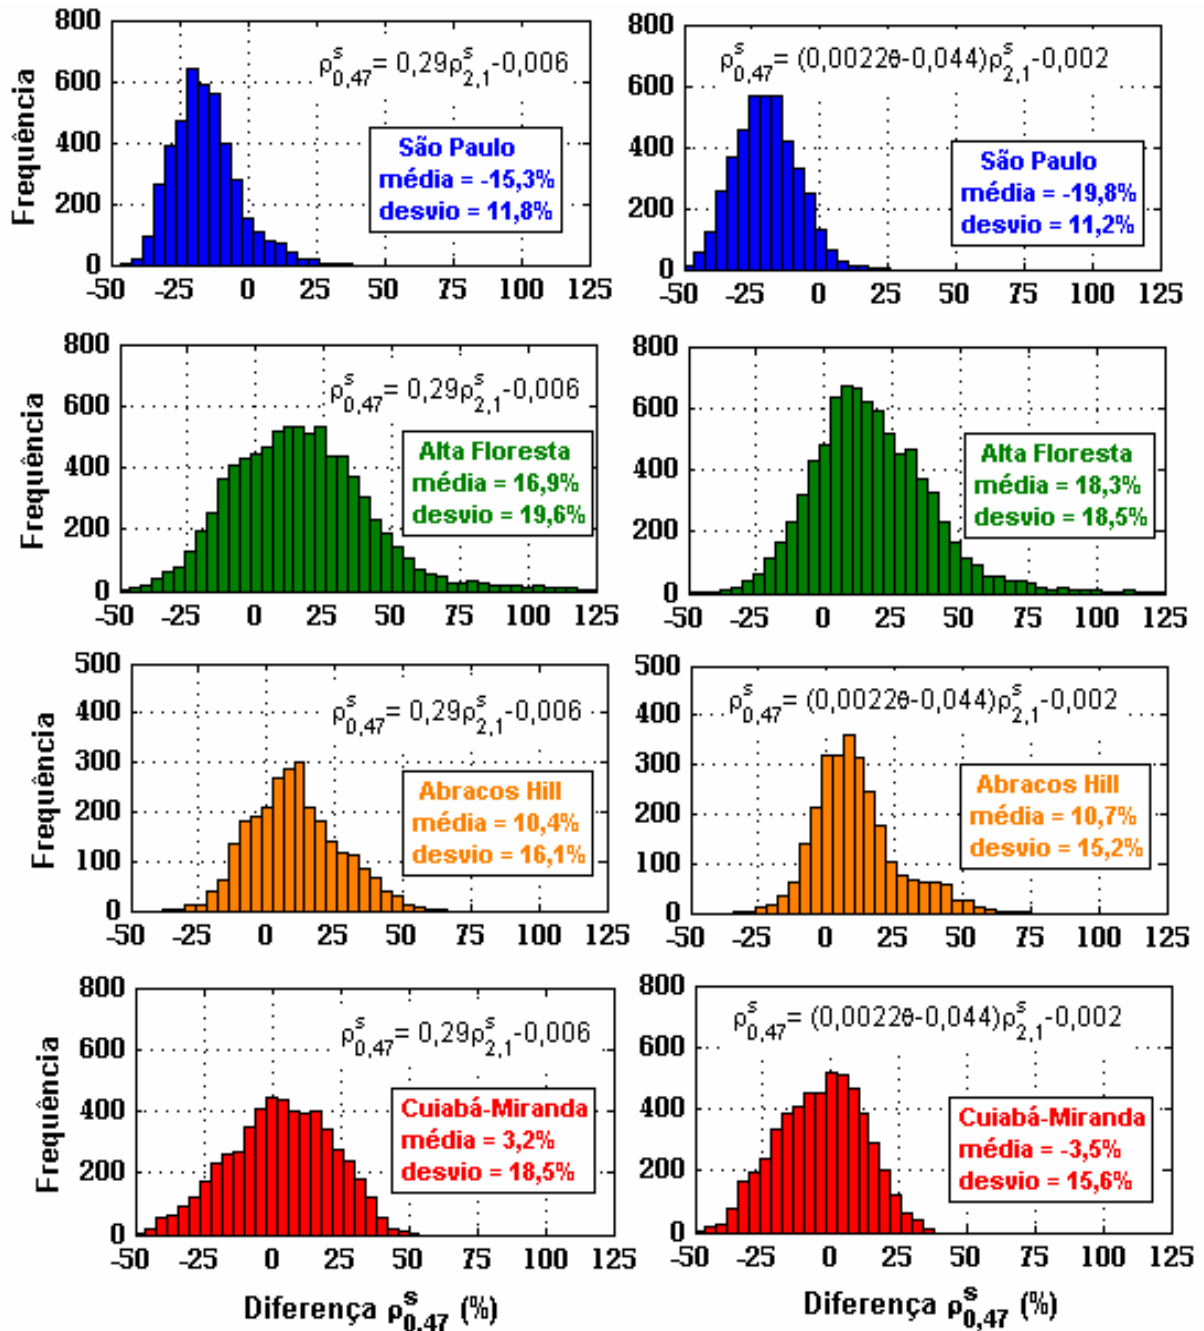 800
600
400
200
0
Frequência
ρ^s_0,47 = 0,29ρ^s_2,1-0,006
São Paulo
média = -15,3%
desvio = 11,8%
-50 -25 0 25 50 75 100 125
800
600
400
200
0
ρ^s_0,47 = (0,0022θ-0,044)ρ^s_2,1-0,002
São Paulo
média = -19,8%
desvio = 11,2%
-50 -25 0 25 50 75 100 125
800
600
400
200
0
Frequência
ρ^s_0,47 = 0,29ρ^s_2,1-0,006
Alta Floresta
média = 16,9%
desvio = 19,6%
-50 -25 0 25 50 75 100 125
800
600
400
200
0
Alta Floresta
média = 18,3%
desvio = 18,5%
-50 -25 0 25 50 75 100 125
500
400
300
200
100
0
Frequência
ρ^s_0,47 = 0,29ρ^s_2,1-0,006
Abracos Hill
média = 10,4%
desvio = 16,1%
-50 -25 0 25 50 75 100 125
500
400
300
200
100
0
ρ^s_0,47 = (0,0022θ-0,044)ρ^s_2,1-0,002
Abracos Hill
média = 10,7%
desvio = 15,2%
-50 -25 0 25 50 75 100 125
800
600
400
200
0
Frequência
ρ^s_0,47 = 0,29ρ^s_2,1-0,006
Cuiabá-Miranda
média = 3,2%
desvio = 18,5%
-50 -25 0 25 50 75 100 125
Diferença ρ^s_0,47 (%)
800
600
400
200
0
ρ^s_0,47 = (0,0022θ-0,044)ρ^s_2,1-0,002
Cuiabá-Miranda
média = -3,5%
desvio = 15,6%
-50 -25 0 25 50 75 100 125
Diferença ρ^s_0,47 (%)